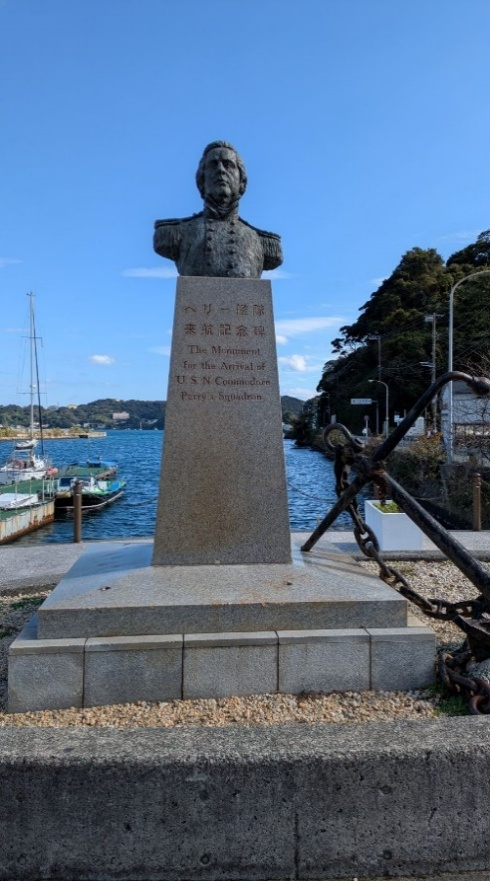 ペリー艦隊
来航記念碑
The Monument
for the Arrival of
U.S.N Commodore
Perry's Squadron